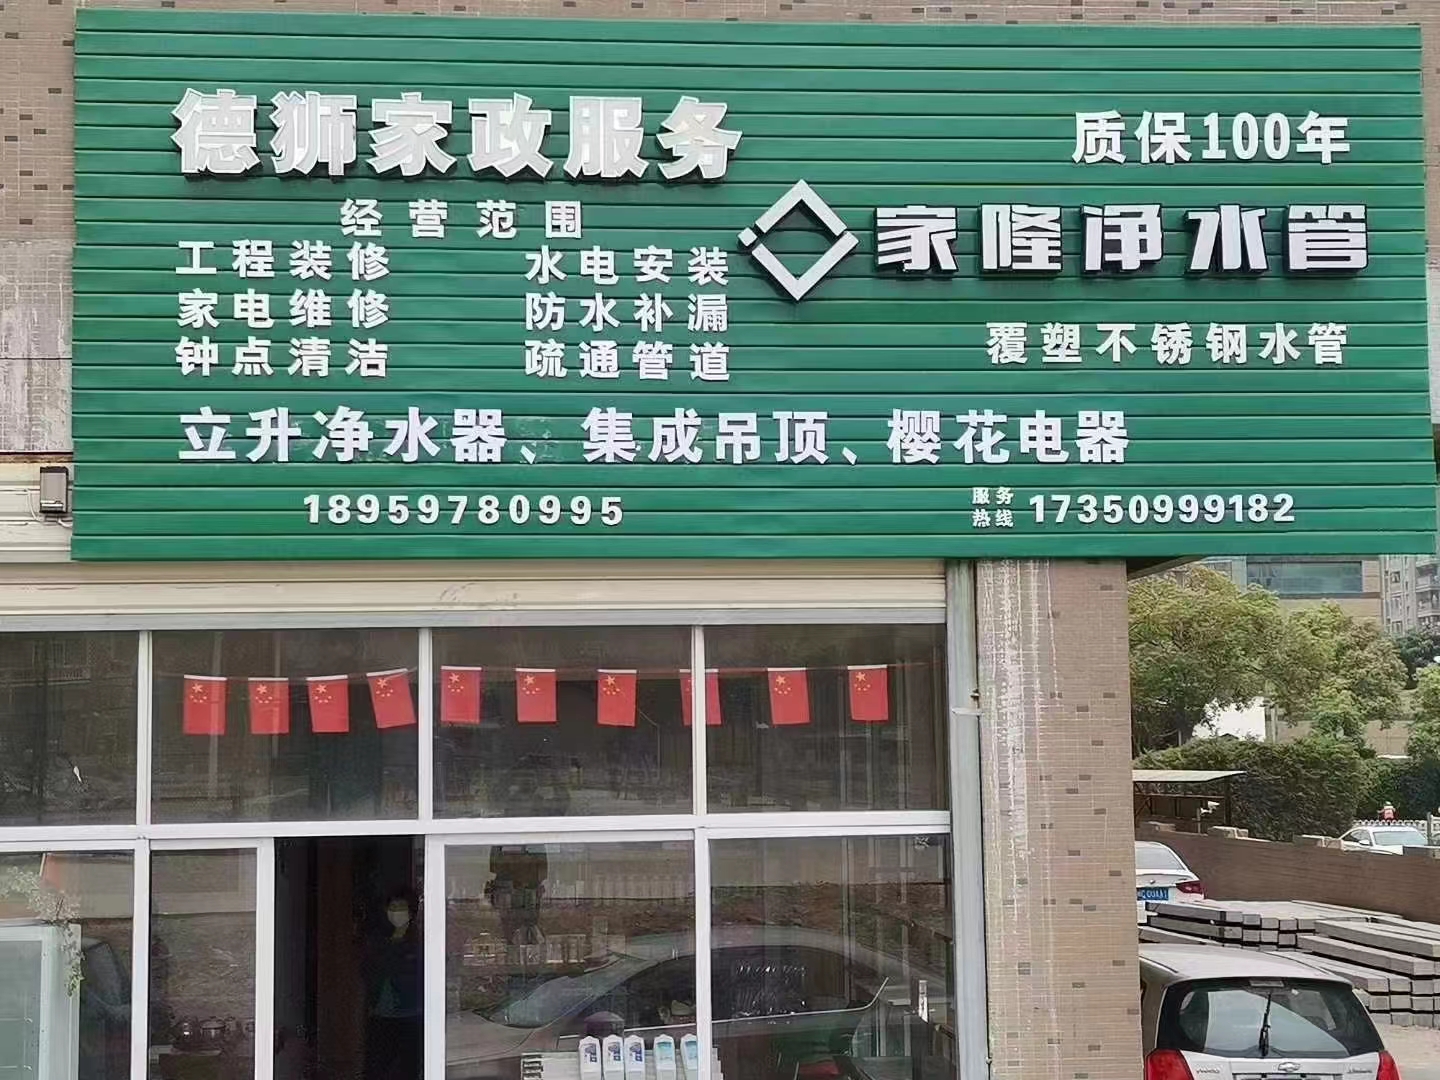 德狮家政服务
经营范围
工程装修 水电安装
家电维修 防水补漏
钟点清洁 疏通管道
质保100年
家隆净水管
覆塑不锈钢水管
立升净水器、集成吊顶、樱花电器
18959780995
服务热线 17350999182